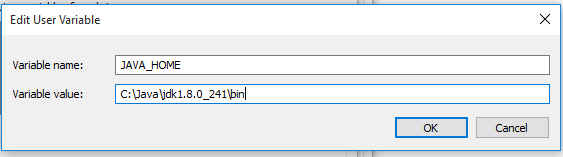 Edit User Variable
Variable name: JAVA_HOME
Variable value: C:\Java\jdk1.8.0_241\bin
OK Cancel